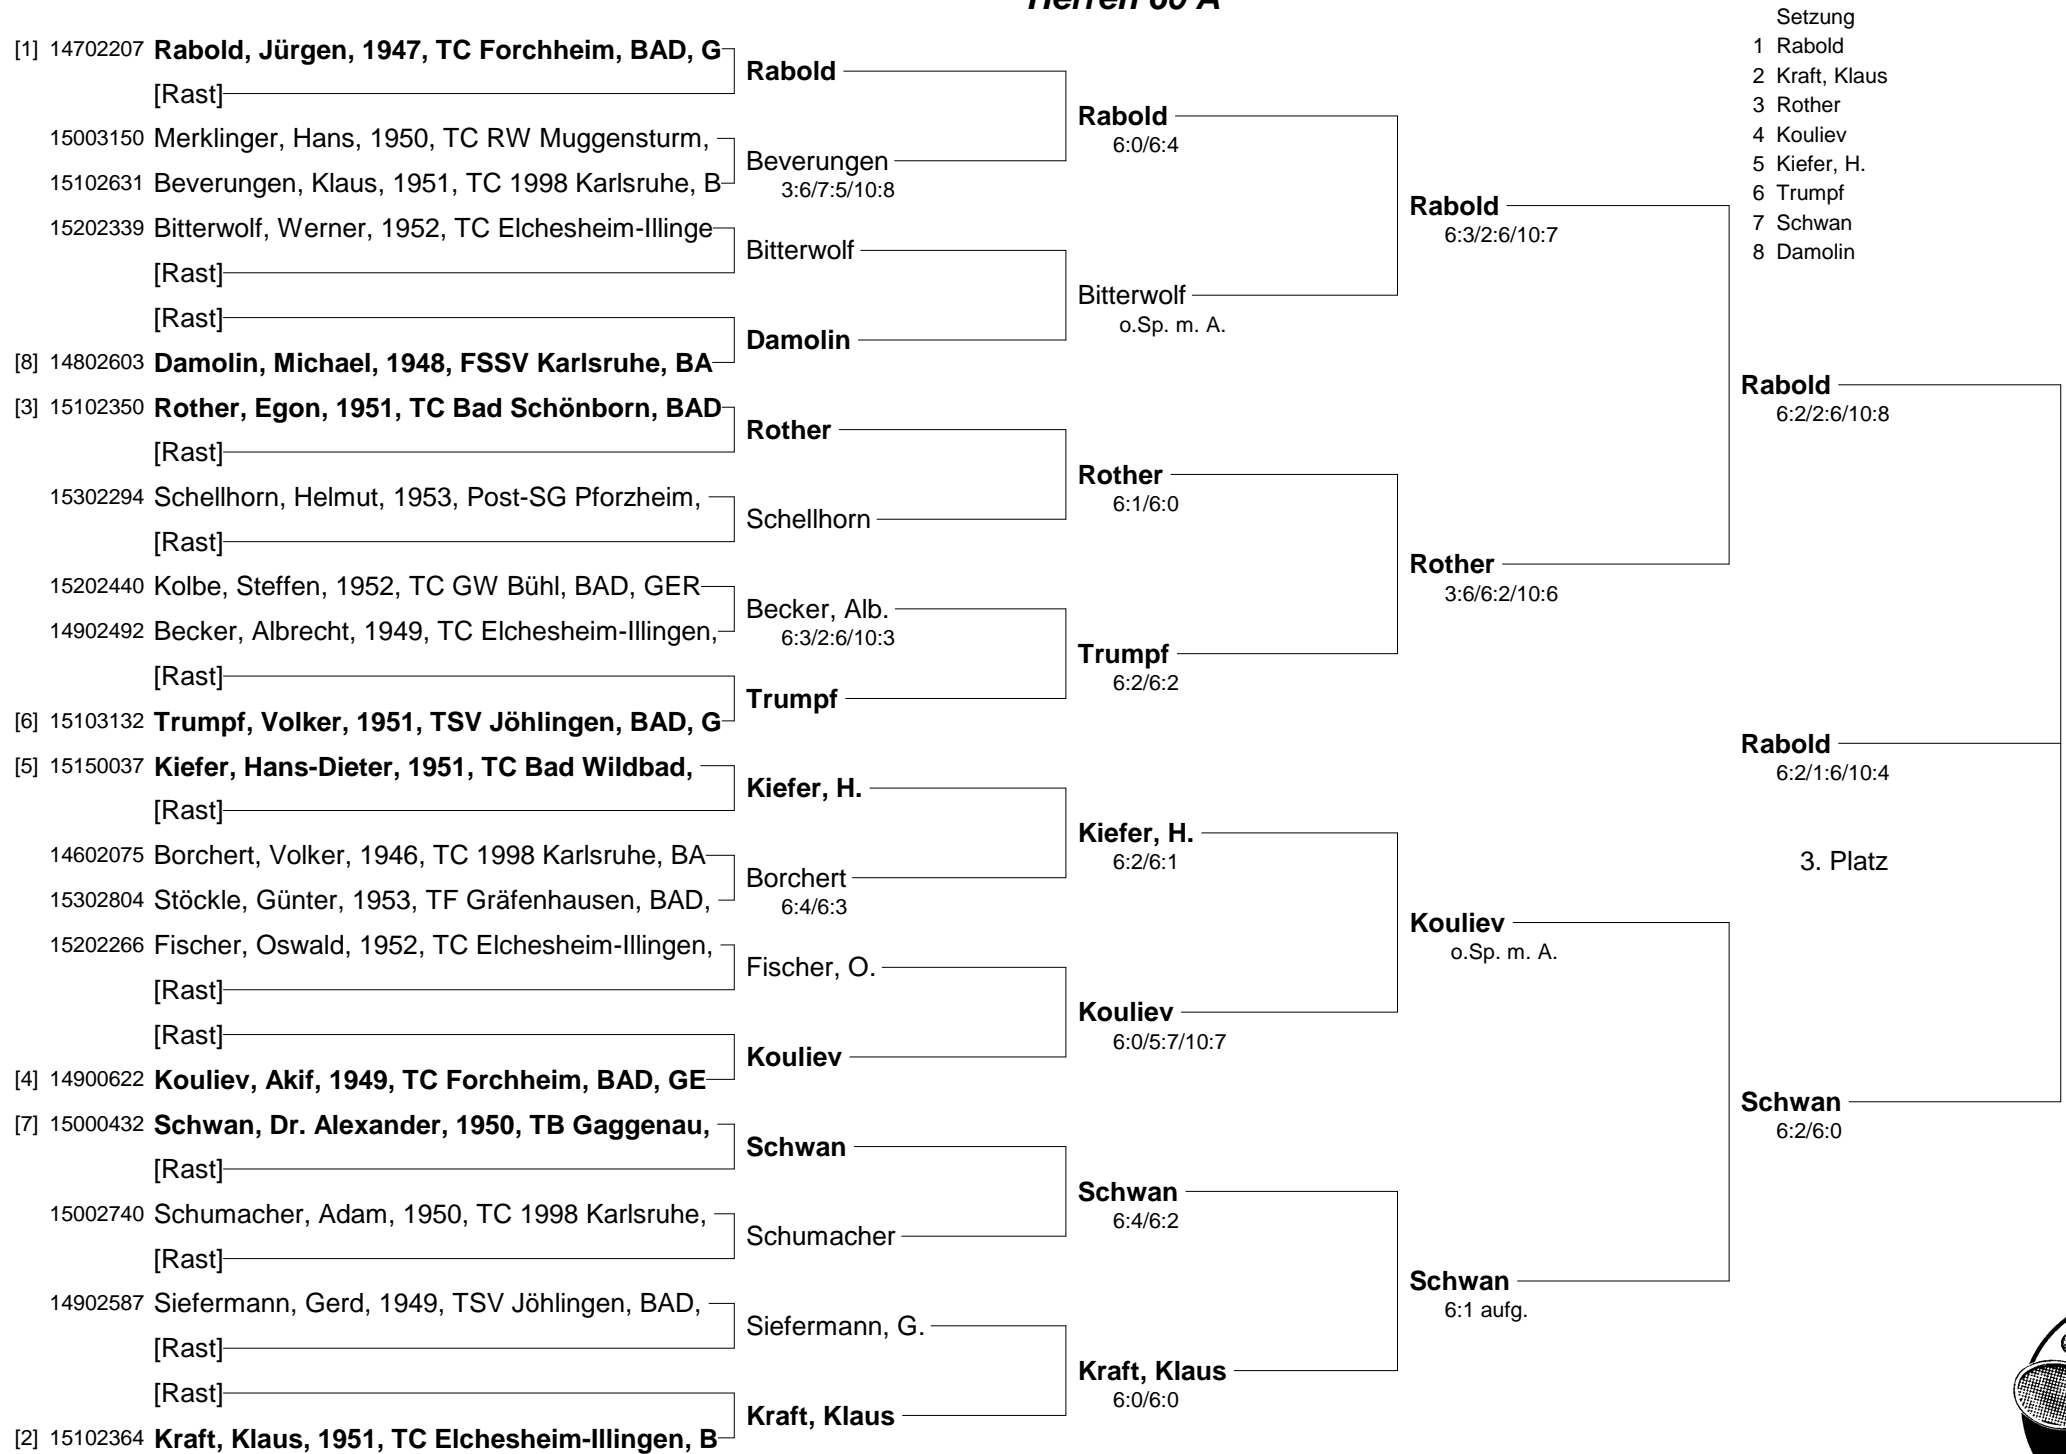 Herren 60 A
Setzung
1 Rabold
2 Kraft, Klaus
3 Rother
4 Kouliev
5 Kiefer, H.
6 Trumpf
7 Schwan
8 Damolin
[1] 14702207 Rabold, Jürgen, 1947, TC Forchheim, BAD, G
[Rast]
15003150 Merklinger, Hans, 1950, TC RW Muggensturm,
15102631 Beverungen, Klaus, 1951, TC 1998 Karlsruhe, B
15202339 Bitterwolf, Werner, 1952, TC Elchesheim-Illinge
[Rast]
[Rast]
[8] 14802603 Damolin, Michael, 1948, FSSV Karlsruhe, BA
[3] 15102350 Rother, Egon, 1951, TC Bad Schönborn, BAD
[Rast]
15302294 Schellhorn, Helmut, 1953, Post-SG Pforzheim,
[Rast]
15202440 Kolbe, Steffen, 1952, TC GW Bühl, BAD, GER
14902492 Becker, Albrecht, 1949, TC Elchesheim-Illingen,
[Rast]
[6] 15103132 Trumpf, Volker, 1951, TSV Jöhlingen, BAD, G
[5] 15150037 Kiefer, Hans-Dieter, 1951, TC Bad Wildbad,
[Rast]
14602075 Borchert, Volker, 1946, TC 1998 Karlsruhe, BA
15302804 Stöckle, Günter, 1953, TF Gräfenhausen, BAD,
15202266 Fischer, Oswald, 1952, TC Elchesheim-Illingen,
[Rast]
[Rast]
[4] 14900622 Kouliev, Akif, 1949, TC Forchheim, BAD, GE
[7] 15000432 Schwan, Dr. Alexander, 1950, TB Gaggenau,
[Rast]
15002740 Schumacher, Adam, 1950, TC 1998 Karlsruhe,
[Rast]
14902587 Siefermann, Gerd, 1949, TSV Jöhlingen, BAD,
[Rast]
[Rast]
[2] 15102364 Kraft, Klaus, 1951, TC Elchesheim-Illingen, B
Rabold
Beverungen
3:6/7:5/10:8
Bitterwolf
Damolin
Rother
Schellhorn
Becker, Alb.
6:3/2:6/10:3
Trumpf
Kiefer, H.
Borchert
6:4/6:3
Fischer, O.
Kouliev
Schwan
Schumacher
Siefermann, G.
Kraft, Klaus
Rabold
6:0/6:4
Bitterwolf
o.Sp. m. A.
Rother
6:1/6:0
Trumpf
6:2/6:2
Kiefer, H.
6:2/6:1
Kouliev
6:0/5:7/10:7
Schwan
6:4/6:2
Kraft, Klaus
6:0/6:0
Rabold
6:3/2:6/10:7
Rother
3:6/6:2/10:6
Kouliev
o.Sp. m. A.
Schwan
6:1 aufg.
Rabold
6:2/2:6/10:8
Schwan
6:2/6:0
Rabold
6:2/1:6/10:4
3. Platz